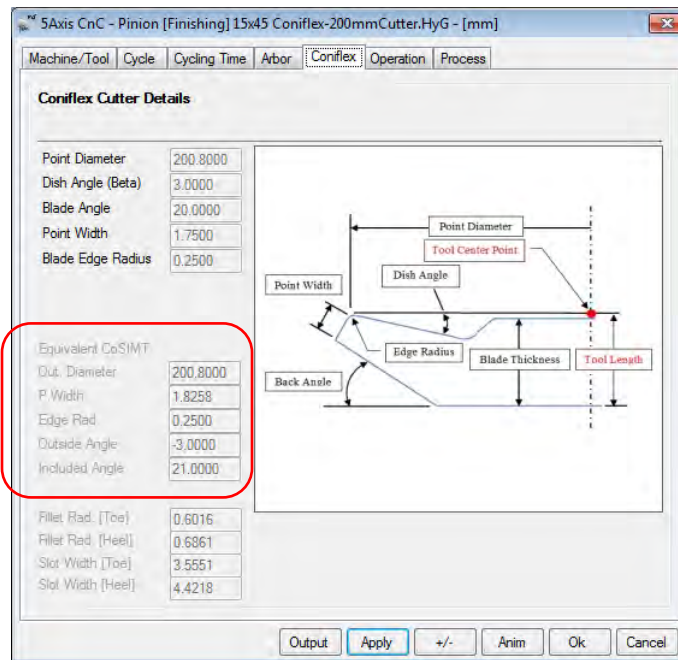 5Axis CnC - Pinion [Finishing] 15x45 Coniflex-200mmCutter.HyG - [mm]
Machine/Tool Cycle Cycling Time Arbor Coniflex Operation Process
Coniflex Cutter Details
Point Diameter 200.8000
Dish Angle (Beta) 3.0000
Blade Angle 20.0000
Point Width 1.7500
Blade Edge Radius 0.2500
Point Diameter
Tool Center Point
Dish Angle
Point Width
Edge Radius
Blade Thickness
Tool Length
Back Angle
Equivalent CoSIMT
Out. Diameter 200.8000
P Width 1.8258
Edge Rad 0.2500
Outside Angle -3.0000
Included Angle 21.0000
Fillet Rad. [Toe] 0.6016
Fillet Rad. [Heel] 0.6861
Slot Width [Toe] 3.5551
Slot Width [Heel] 4.4218
Output Apply +/- Anim Ok Cancel